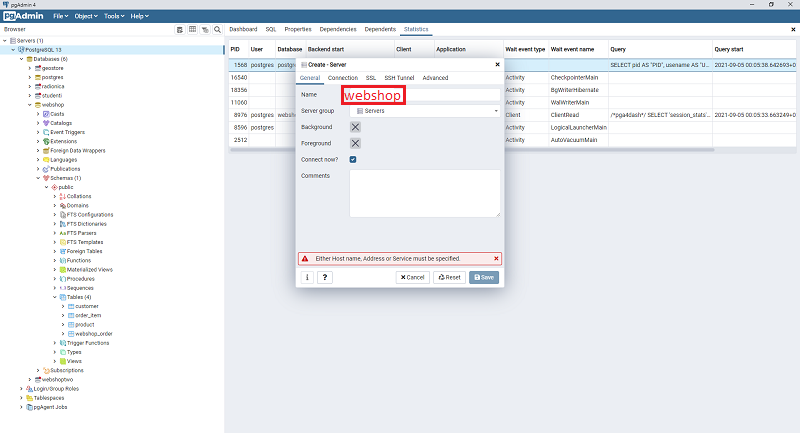 pgAdmin 4
pgAdmin File Object Tools Help
Browser
Dashboard SQL Properties Dependencies Dependents Statistics
Servers (1)
PostgreSQL 13
Databases (6)
geostore
postgres
radionica
studenti
webshop
Casts
Catalogs
Event Triggers
Extensions
Foreign Data Wrappers
Languages
Publications
Schemas (1)
public
Collations
Domains
FTS Configurations
FTS Dictionaries
FTS Parsers
FTS Templates
Foreign Tables
Functions
Materialized Views
Procedures
1..3 Sequences
Tables (4)
customer
order_item
product
webshop_order
Trigger Functions
Types
Views
Subscriptions
webshoptwo
Login/Group Roles
Tablespaces
pgAgent Jobs
PID User Database Backend start Client Application Wait event type Wait event name Query Query start
1568 postgres postgres SELECT pid AS "PID", usename AS "U... 2021-09-05 00:05:38.642693+0
16540 Activity CheckpointerMain
18356 Activity BgWriterHibernate
11060 Activity WalWriterMain
8976 postgres websh Client ClientRead /*pga4dash*/ SELECT 'session_stats'... 2021-09-05 00:05:33.663249+0
8596 postgres Activity LogicalLauncherMain
2512 Activity AutoVacuumMain
Create - Server
General Connection SSL SSH Tunnel Advanced
Name webshop
Server group Servers
Background
Foreground
Connect now?
Comments
Either Host name, Address or Service must be specified.
i ? Cancel Reset Save